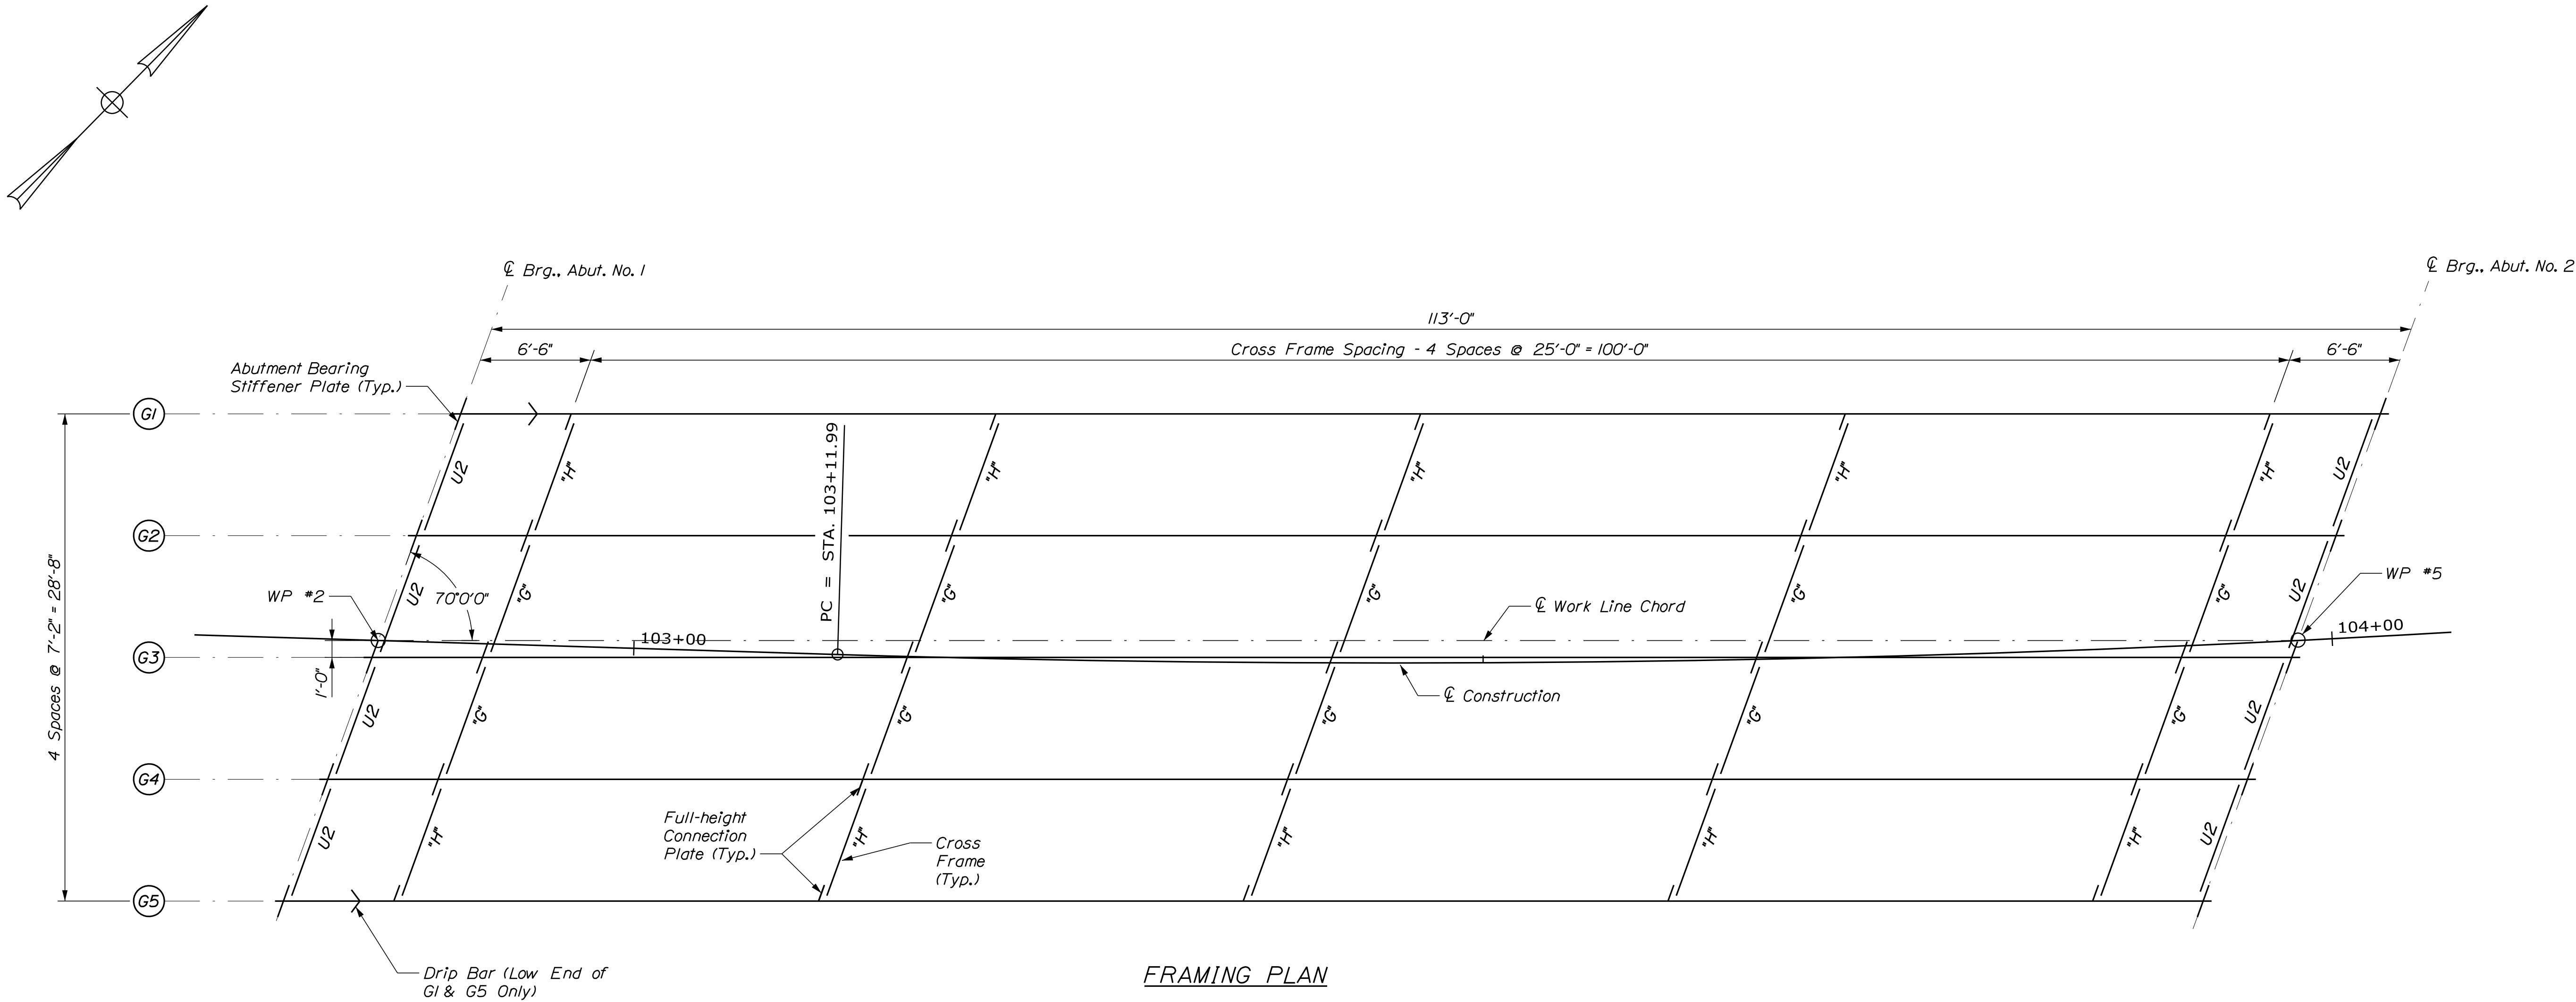 ℄ Brg., Abut. No. 1
℄ Brg., Abut. No. 2
113'-0"
6'-6"
Cross Frame Spacing - 4 Spaces @ 25'-0" = 100'-0"
6'-6"
Abutment Bearing
Stiffener Plate (Typ.)
G1
U2
"H"
"H"
"H"
"H"
"H"
U2
PC = STA. 103+11.99
G2
U2
"G"
"G"
"G"
"G"
"G"
U2
70°0'0"
WP #2
WP #5
℄ Work Line Chord
103+00
104+00
G3
1'-0"
℄ Construction
4 Spaces @ 7'-2" = 28'-8"
U2
"G"
"G"
"G"
"G"
"G"
U2
G4
U2
"H"
"H"
"H"
"H"
"H"
U2
Full-height
Connection
Plate (Typ.)
Cross
Frame
(Typ.)
G5
Drip Bar (Low End of
G1 & G5 Only)
FRAMING PLAN